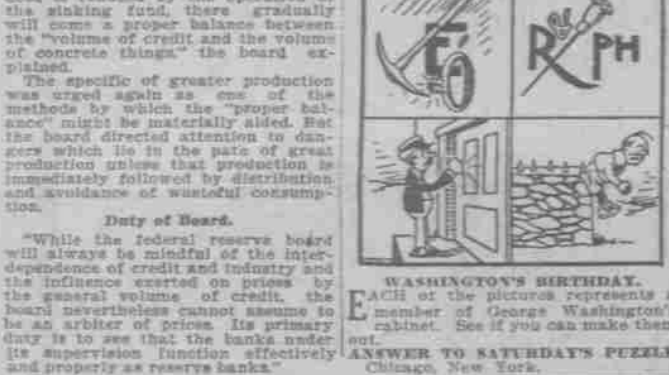 the sinking fund, there gradually
will come a proper balance between
the "volume of credit and the volume
of concrete things," the board ex-
plained.
The specific of greater production
was urged again as one of the
methods by which the "proper bal-
ance" might be materially aided. But
the board directed attention to dan-
gers which lie in the path of great
production unless that production is
immediately followed by distribution
and avoidance of wasteful consump-
tion.
Duty of Board.
"While the federal reserve board
will always be mindful of the inter-
dependence of credit and industry and
the influence exerted on prices by
the general volume of credit, the
board nevertheless cannot assume to
be an arbiter of prices. Its primary
duty is to see that the banks under
its supervision function effectively
and properly as reserve banks."
E
R PH
WASHINGTON'S BIRTHDAY.
EACH of the pictures represents
member of George Washington
cabinet. See if you can make them
out.
ANSWER TO SATURDAY'S PUZZLE
Chicago, New York.